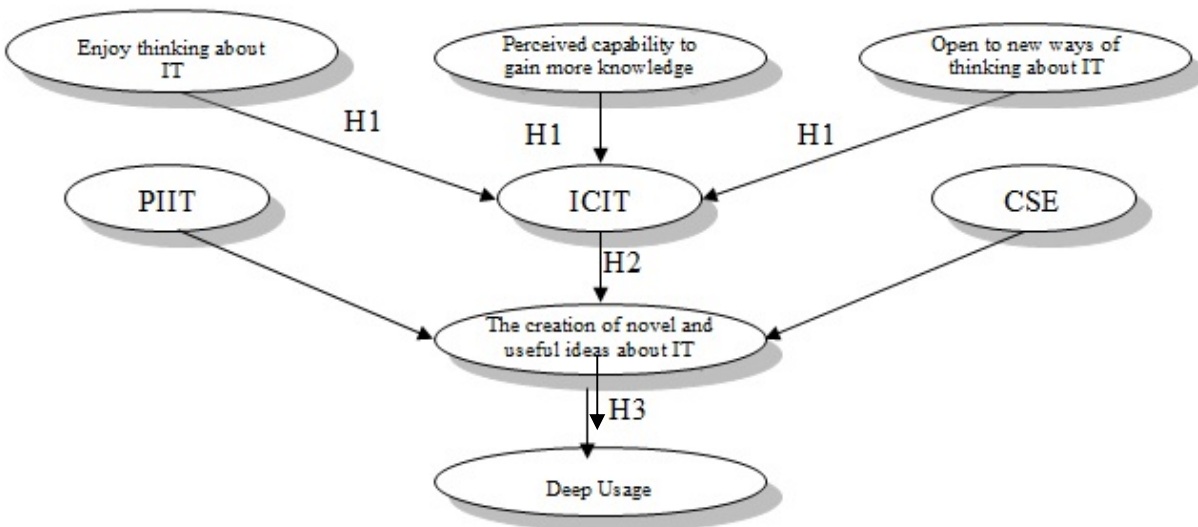 Enjoy thinking about
IT
Perceived capability to
gain more knowledge
Open to new ways of
thinking about IT
H1
H1
H1
PIIT
ICIT
CSE
H2
The creation of novel and
useful ideas about IT
H3
Deep Usage